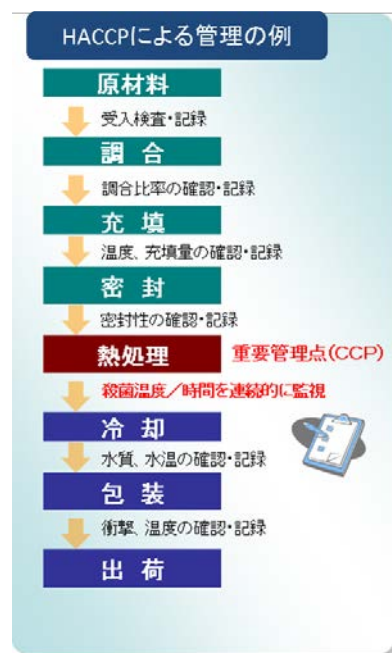 HACCPによる管理の例
原材料
受入検査・記録
調合
調合比率の確認・記録
充填
温度、充填量の確認・記録
密封
密封性の確認・記録
熱処理 重要管理点(CCP)
殺菌温度／時間を連続的に監視
冷却
水質、水温の確認・記録
包装
衝撃、温度の確認・記録
出荷